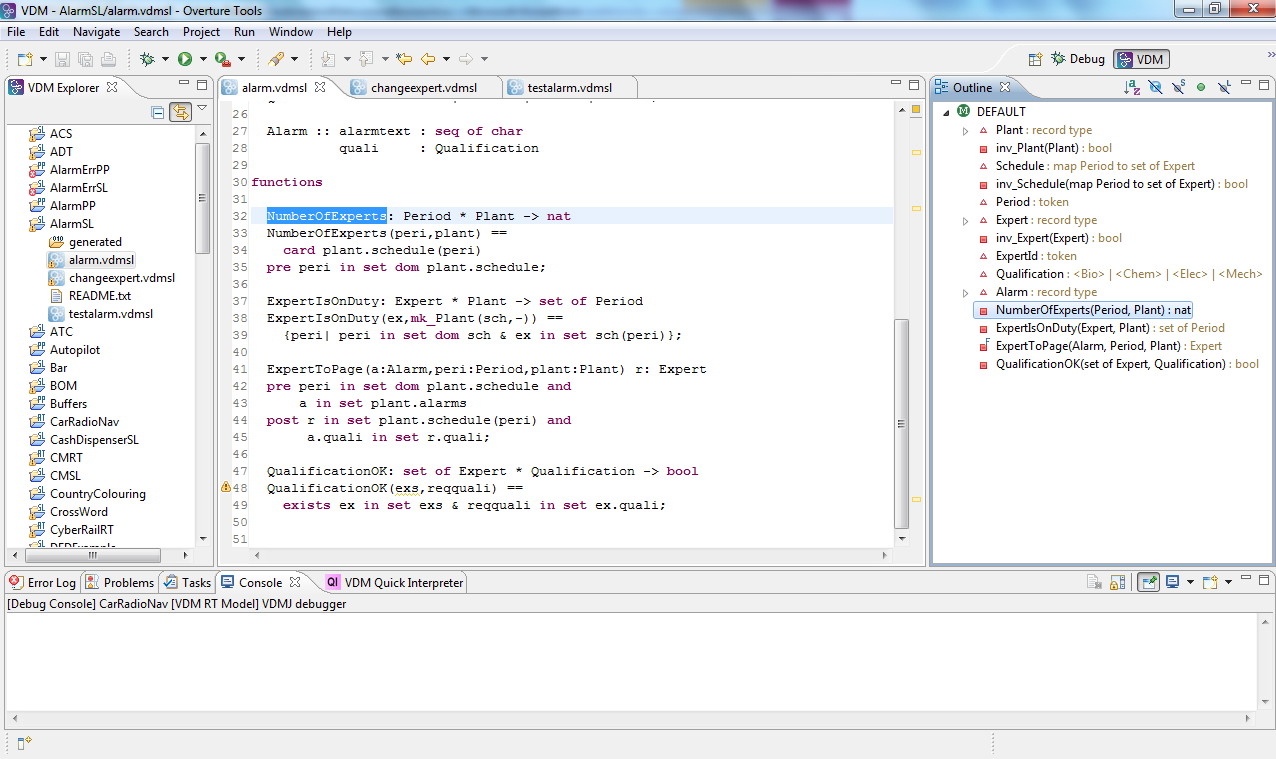 VDM - AlarmSL/alarm.vdmsl - Overture Tools
File Edit Navigate Search Project Run Window Help
Debug VDM
VDM Explorer
ACS
ADT
AlarmErrPP
AlarmErrSL
AlarmPP
AlarmSL
generated
alarm.vdmsl
changeexpert.vdmsl
README.txt
testalarm.vdmsl
ATC
Autopilot
Bar
BOM
Buffers
CarRadioNav
CashDispenserSL
CMRT
CMSL
CountryColouring
CrossWord
CyberRailRT
alarm.vdmsl changeexpert.vdmsl testalarm.vdmsl
26
27 Alarm :: alarmtext : seq of char
28 quali : Qualification
29
30 functions
31
32 NumberOfExperts: Period * Plant -> nat
33 NumberOfExperts(peri,plant) ==
34 card plant.schedule(peri)
35 pre peri in set dom plant.schedule;
36
37 ExpertIsOnDuty: Expert * Plant -> set of Period
38 ExpertIsOnDuty(ex,mk_Plant(sch,-)) ==
39 {peri| peri in set dom sch & ex in set sch(peri)};
40
41 ExpertToPage(a:Alarm,peri:Period,plant:Plant) r: Expert
42 pre peri in set dom plant.schedule and
43 a in set plant.alarms
44 post r in set plant.schedule(peri) and
45 a.quali in set r.quali;
46
47 QualificationOK: set of Expert * Qualification -> bool
48 QualificationOK(exs,reqquali) ==
49 exists ex in set exs & reqquali in set ex.quali;
50
51
Outline
DEFAULT
Plant : record type
inv_Plant(Plant) : bool
Schedule : map Period to set of Expert
inv_Schedule(map Period to set of Expert) : bool
Period : token
Expert : record type
inv_Expert(Expert) : bool
ExpertId : token
Qualification : <Bio> | <Chem> | <Elec> | <Mech>
Alarm : record type
NumberOfExperts(Period, Plant) : nat
ExpertIsOnDuty(Expert, Plant) : set of Period
ExpertToPage(Alarm, Period, Plant) : Expert
QualificationOK(set of Expert, Qualification) : bool
Error Log Problems Tasks Console VDM Quick Interpreter
[Debug Console] CarRadioNav [VDM RT Model] VDMJ debugger